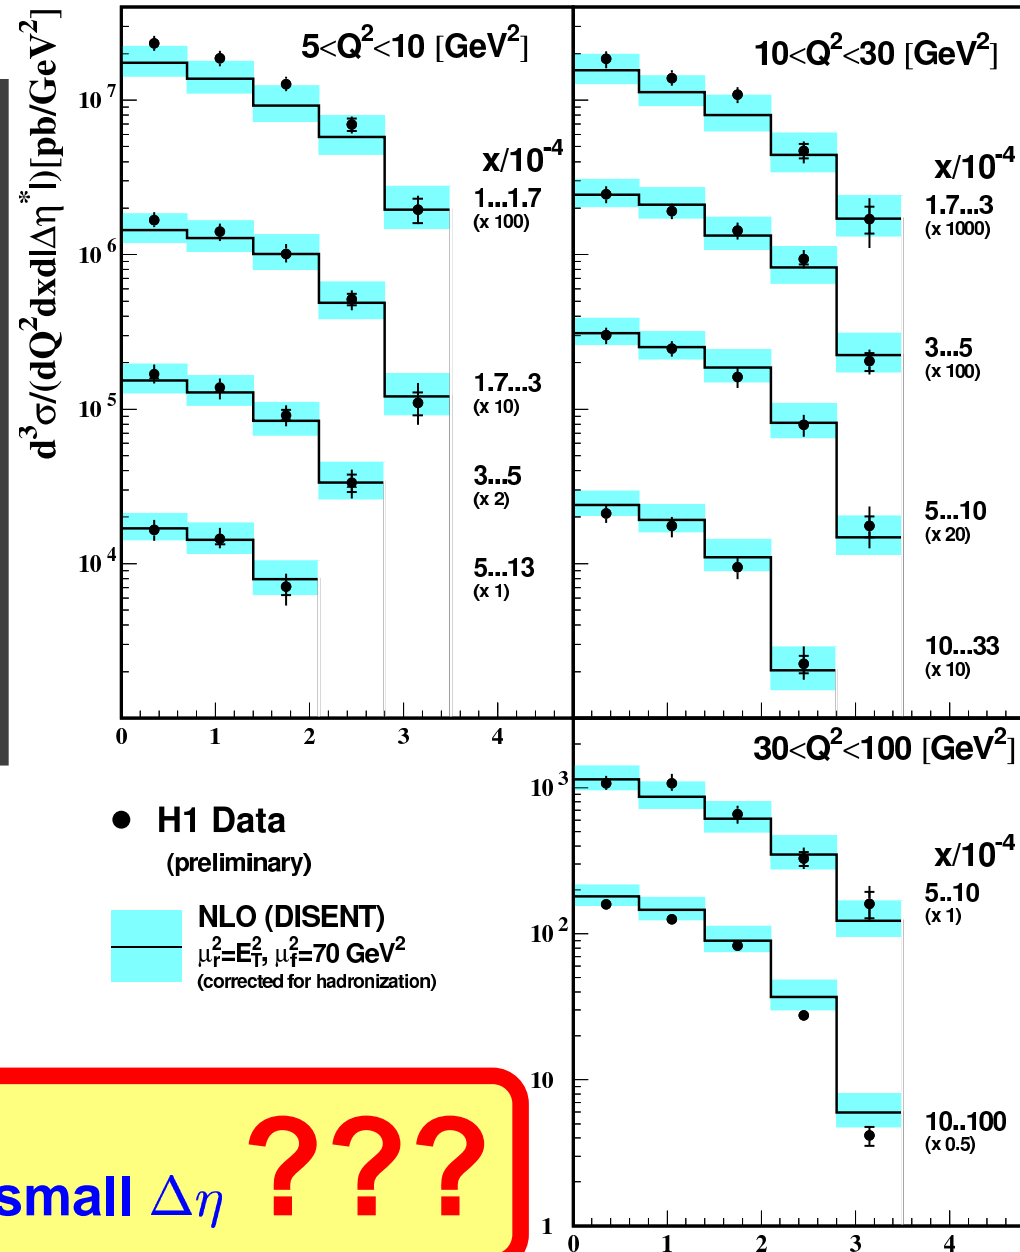 d³σ/(dQ²dxd|Δη*|)[pb/GeV²]
5<Q²<10 [GeV²]
10⁷
10⁶
10⁵
10⁴
x/10⁻⁴
1...1.7
(x 100)
1.7...3
(x 10)
3...5
(x 2)
5...13
(x 1)
0 1 2 3 4
10<Q²<30 [GeV²]
x/10⁻⁴
1.7...3
(x 1000)
3...5
(x 100)
5...10
(x 20)
10...33
(x 10)
30<Q²<100 [GeV²]
10³
10²
10
1
x/10⁻⁴
5..10
(x 1)
10..100
(x 0.5)
0 1 2 3 4
H1 Data
(preliminary)
NLO (DISENT)
μ²r=E²T, μ²f=70 GeV²
(corrected for hadronization)
small Δη ???